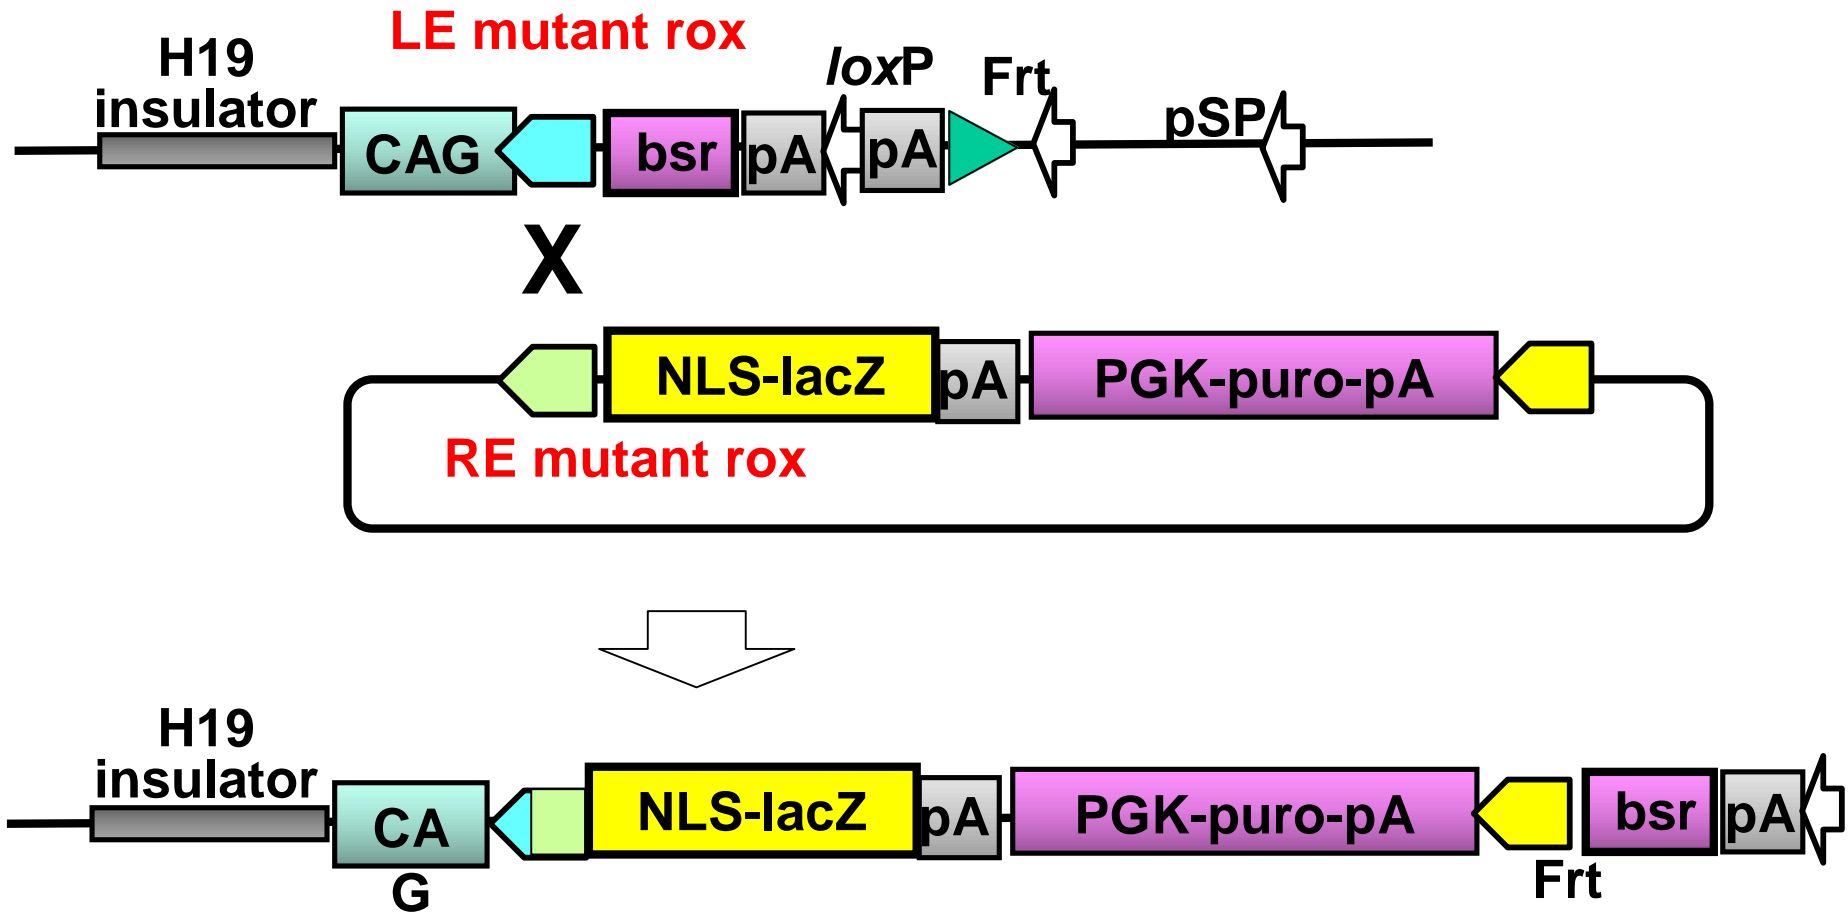 LE mutant rox
H19
insulator
loxP
Frt
pSP
CAG
bsr
pA
pA
X
NLS-lacZ
pA
PGK-puro-pA
RE mutant rox
H19
insulator
CA
G
NLS-lacZ
pA
PGK-puro-pA
Frt
bsr
pA